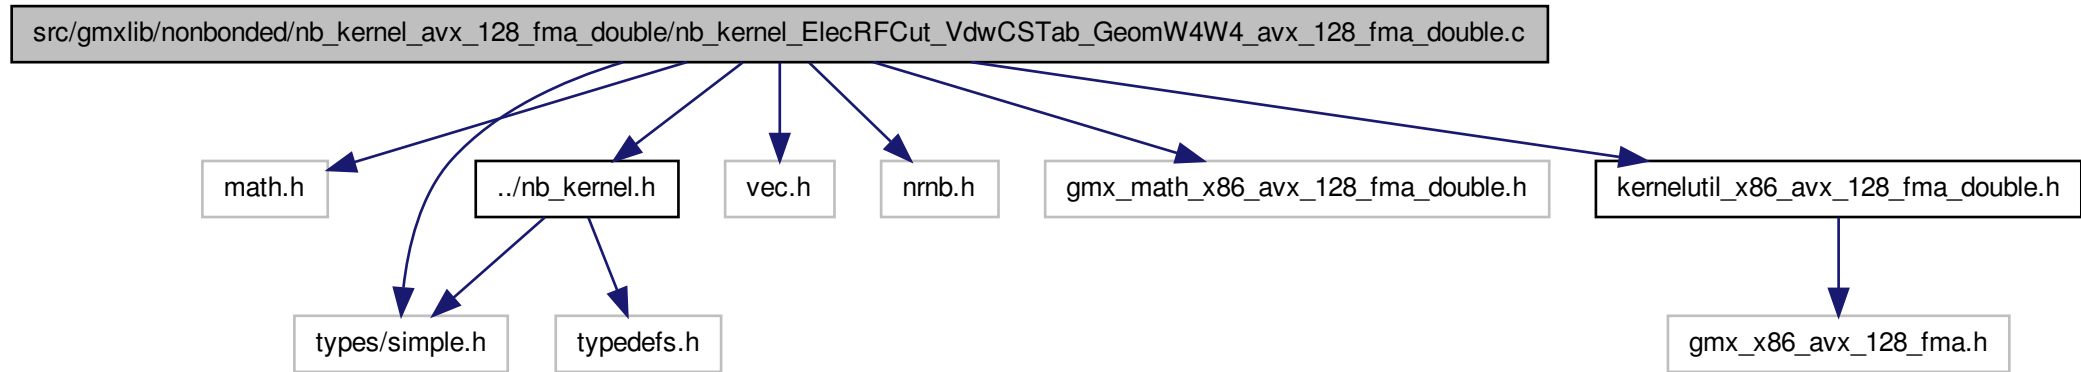 src/gmxlib/nonbonded/nb_kernel_avx_128_fma_double/nb_kernel_ElecRFCut_VdwCSTab_GeomW4W4_avx_128_fma_double.c
math.h
../nb_kernel.h
vec.h
nrnb.h
gmx_math_x86_avx_128_fma_double.h
kernelutil_x86_avx_128_fma_double.h
types/simple.h
typedefs.h
gmx_x86_avx_128_fma.h